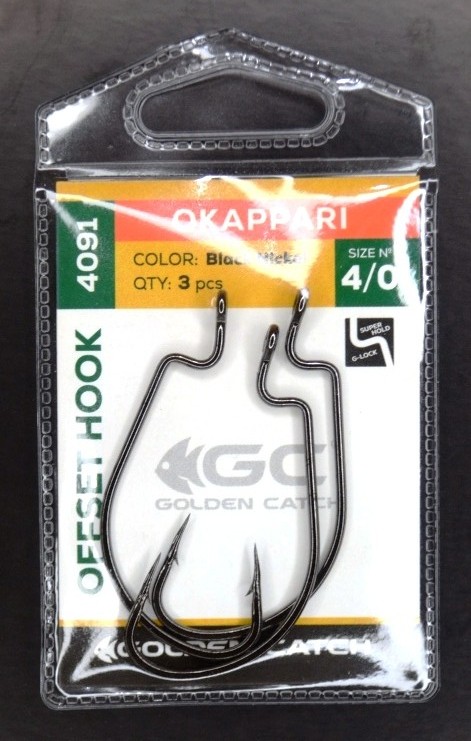 OKAPPARI
COLOR: Black Nickel
QTY: 3 pcs
SIZE Nº
4/0
OFFSET HOOK 4091
SUPER
HOLD
G-LOCK
GC
GOLDEN CATCH
GOLDEN CATCH